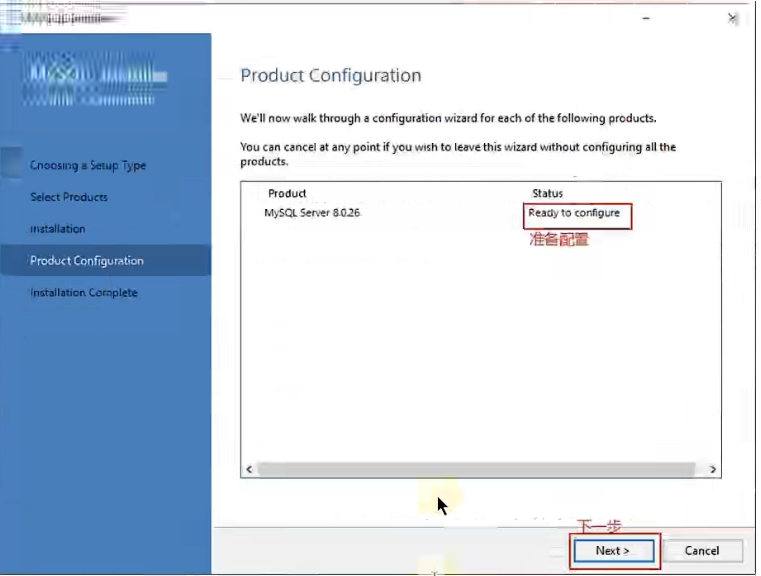 Product Configuration
We'll now walk through a configuration wizard for each of the following products.
You can cancel at any point if you wish to leave this wizard without configuring all the
products.
Choosing a Setup Type
Select Products
Installation
Product Configuration
Installation Complete
Product Status
MySQL Server 8.0.26 Ready to configure
准备配置
下一步
Next > Cancel